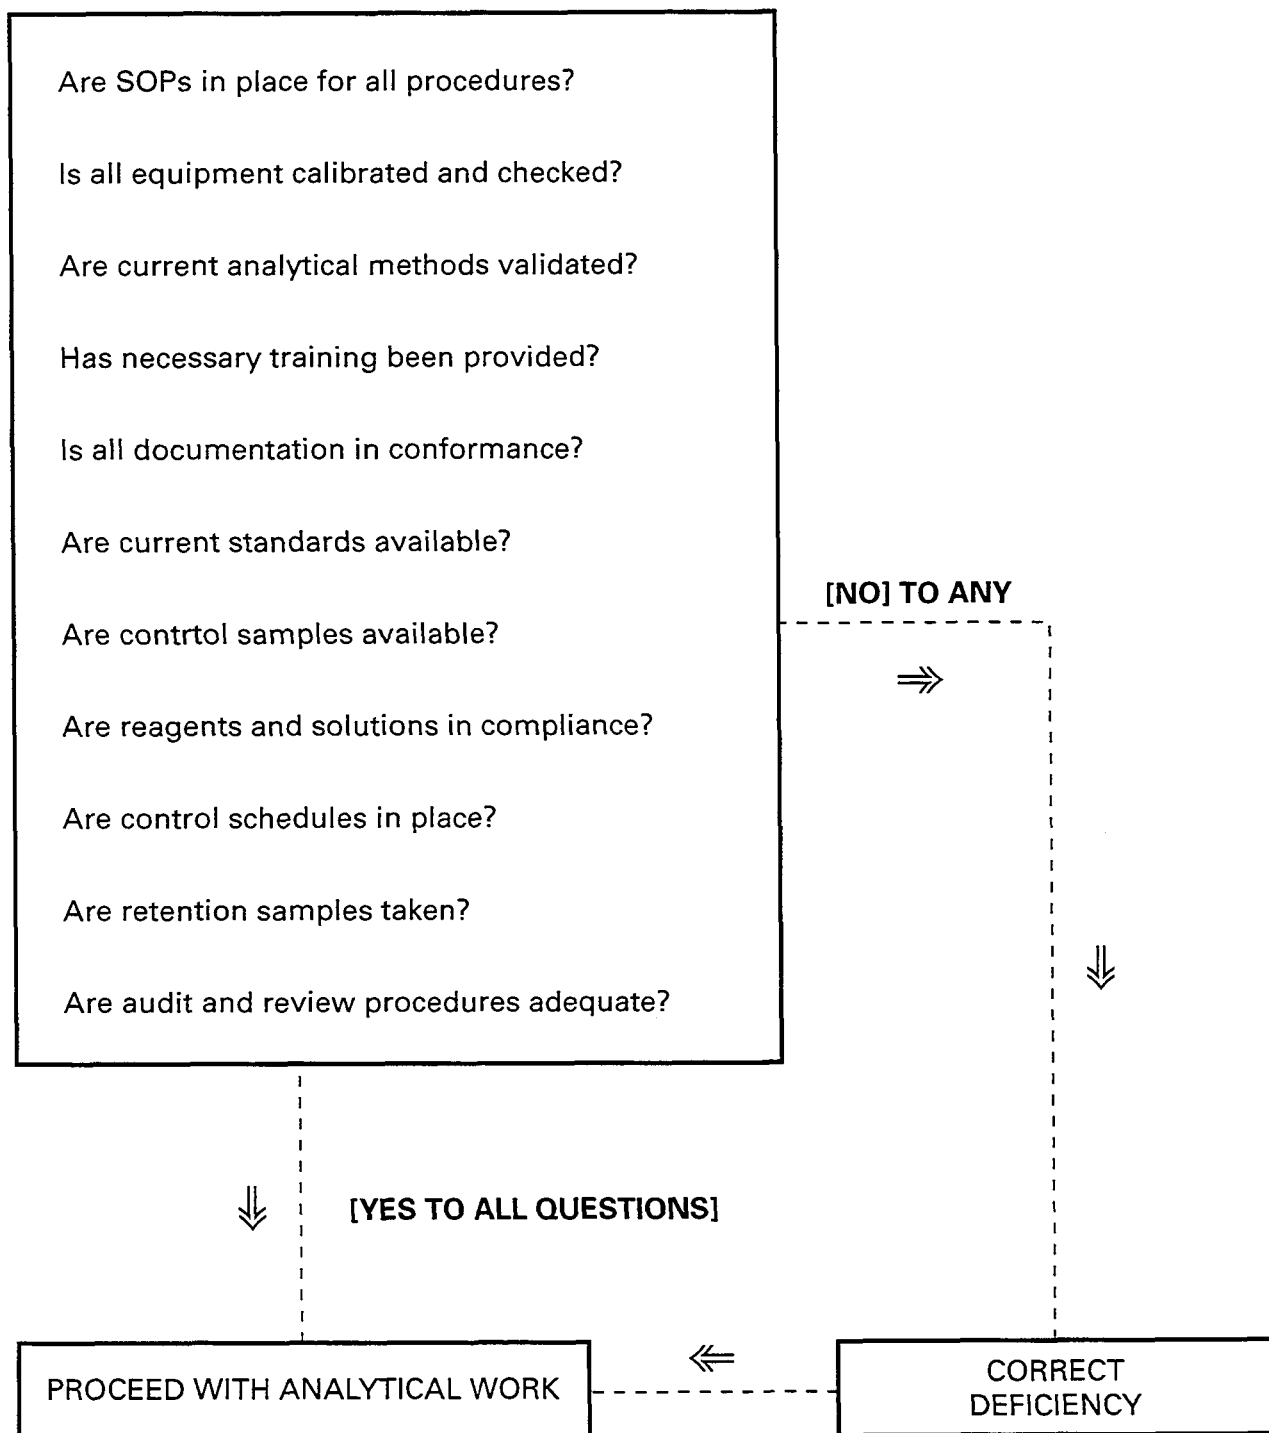 Are SOPs in place for all procedures?
Is all equipment calibrated and checked?
Are current analytical methods validated?
Has necessary training been provided?
Is all documentation in conformance?
Are current standards available?
[NO] TO ANY
Are contrtol samples available?
Are reagents and solutions in compliance?
Are control schedules in place?
Are retention samples taken?
Are audit and review procedures adequate?
[YES TO ALL QUESTIONS]
PROCEED WITH ANALYTICAL WORK
CORRECT
DEFICIENCY